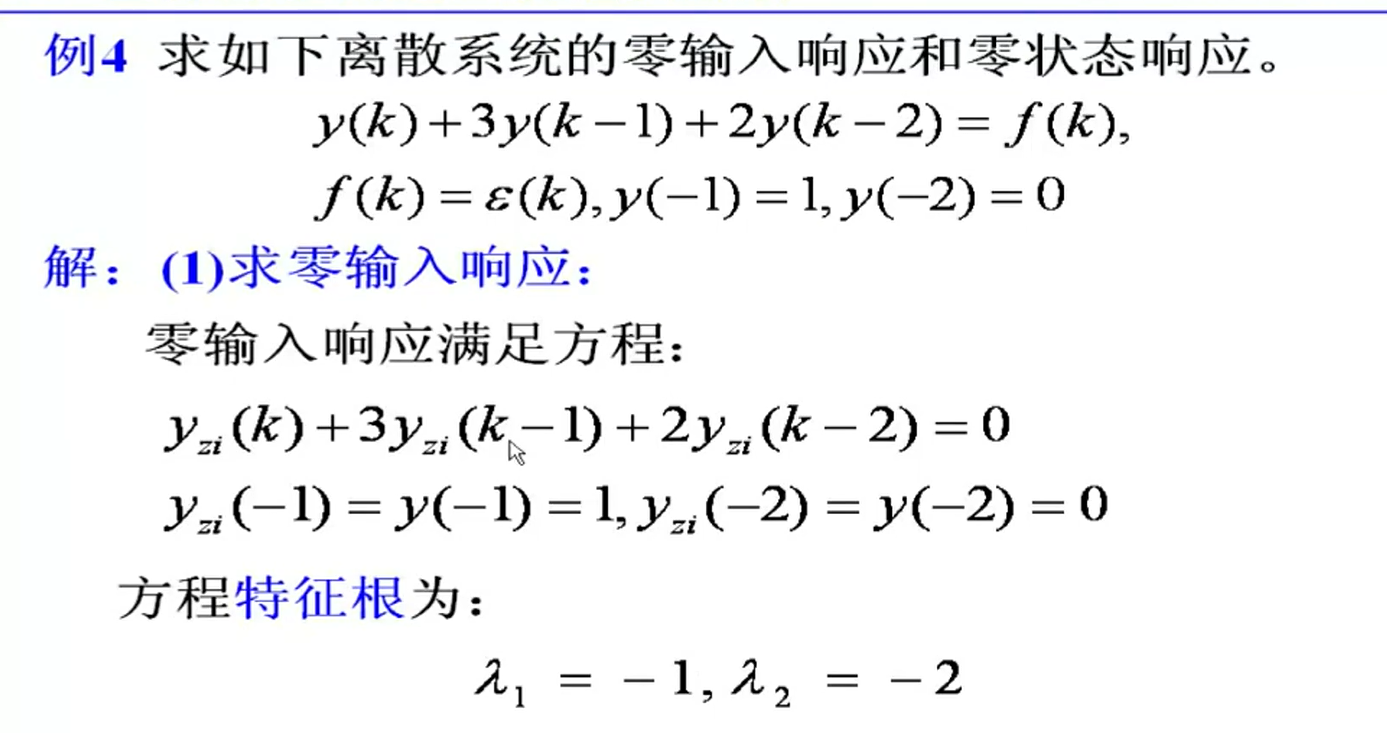 例4 求如下离散系统的零输入响应和零状态响应。
y(k)+3y(k−1)+2y(k−2)=f(k),
f(k)=ε(k), y(−1)=1, y(−2)=0
解：(1)求零输入响应：
零输入响应满足方程：
y_{zi}(k)+3y_{zi}(k−1)+2y_{zi}(k−2)=0
y_{zi}(−1)=y(−1)=1, y_{zi}(−2)=y(−2)=0
方程特征根为：
λ₁ = −1, λ₂ = −2